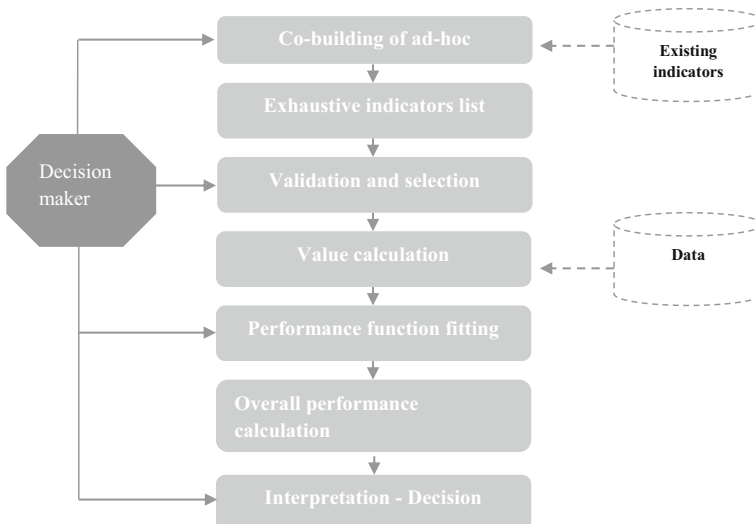 Co-building of ad-hoc
Existing
indicators
Exhaustive indicators list
Decision
maker
Validation and selection
Value calculation
Data
Performance function fitting
Overall performance
calculation
Interpretation - Decision